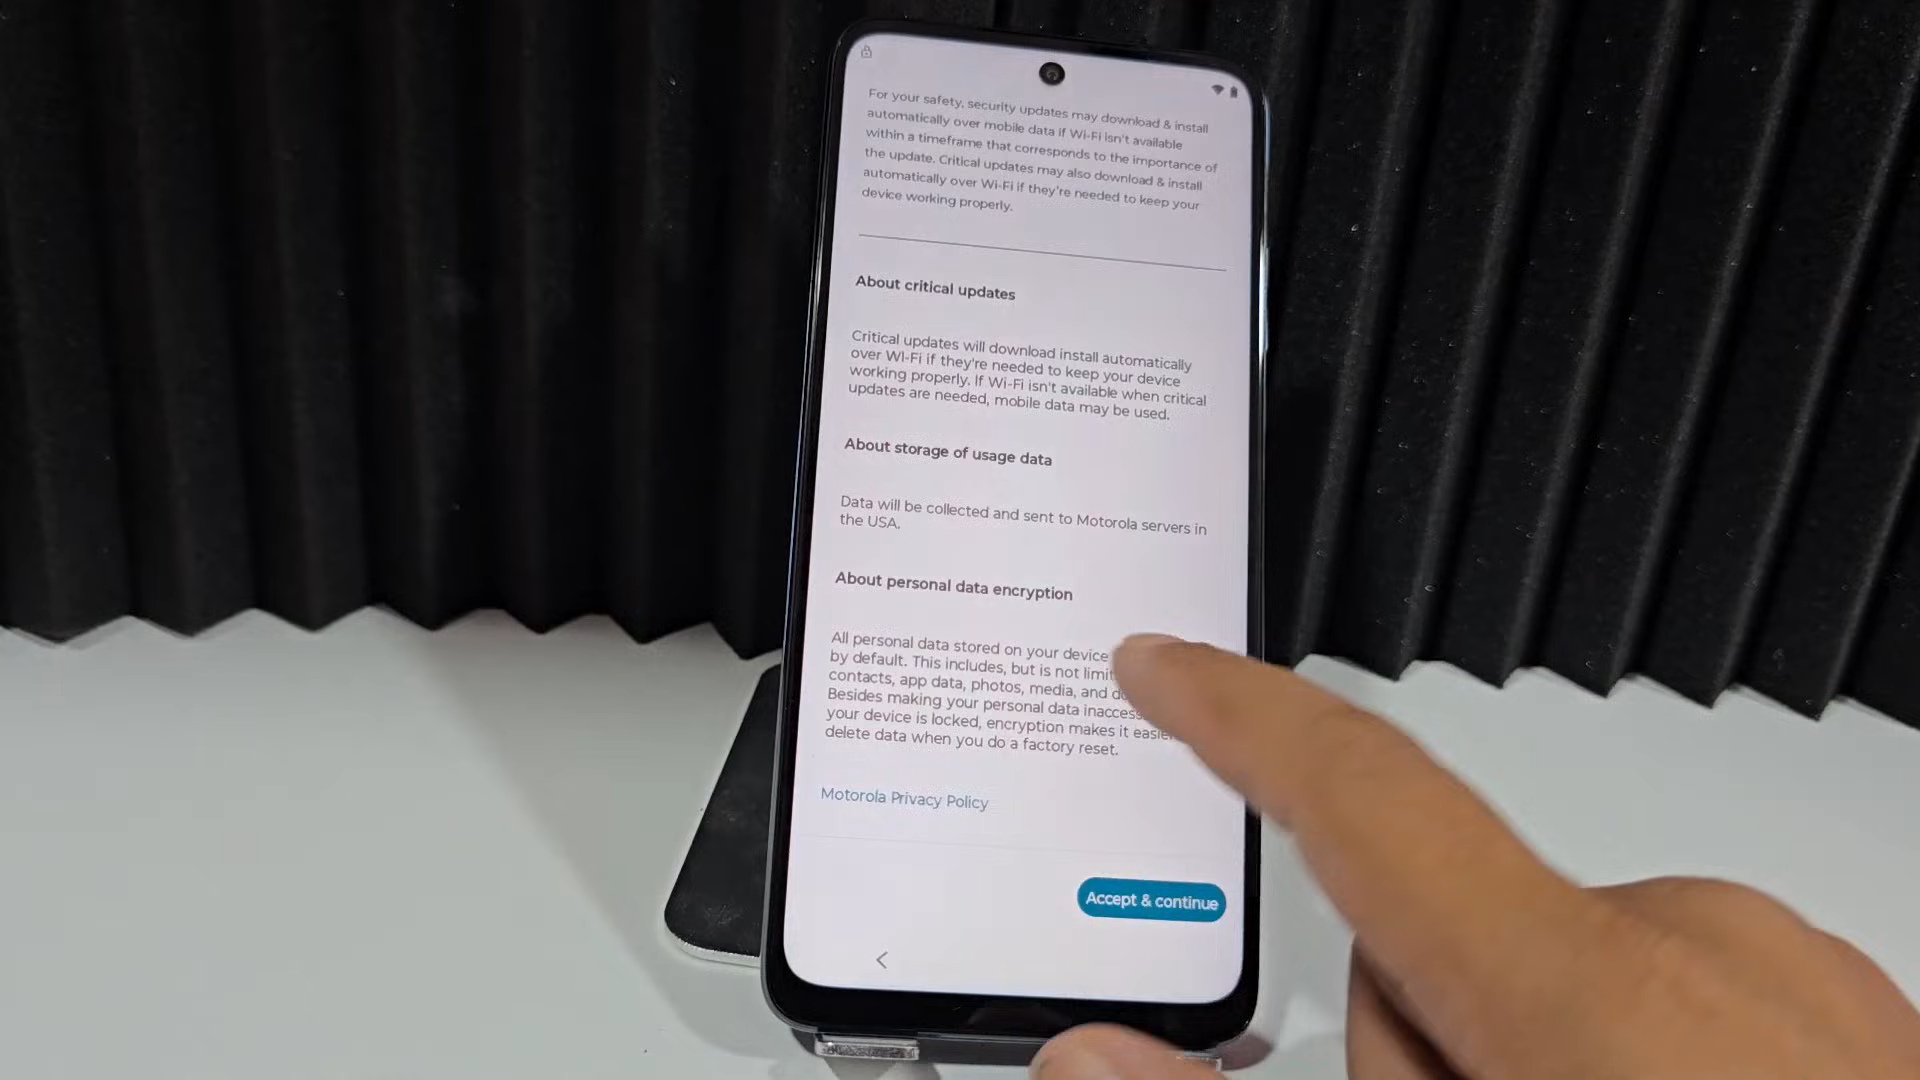 For your safety, security updates may download & install
automatically over mobile data if Wi-Fi isn't available
within a timeframe that corresponds to the importance of
the update. Critical updates may also download & install
automatically over Wi-Fi if they're needed to keep your
device working properly.
About critical updates
Critical updates will download install automatically
over WI-Fi if they're needed to keep your device
working properly. If Wi-Fi isn't available when critical
updates are needed, mobile data may be used.
About storage of usage data
Data will be collected and sent to Motorola servers in
the USA.
About personal data encryption
All personal data stored on your device
by default. This includes, but is not
contacts, app data, photos, media, and
Besides making your personal data
your device is locked, encryption makes it
delete data when you do a factory reset.
Motorola Privacy Policy
Accept & continue